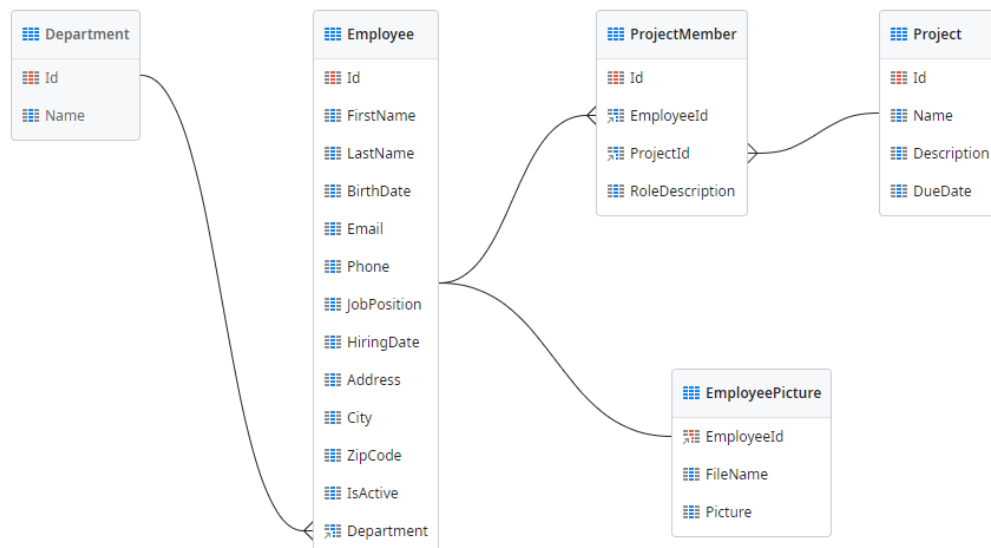 Department
Id
Name
Employee
Id
FirstName
LastName
BirthDate
Email
Phone
JobPosition
HiringDate
Address
City
ZipCode
IsActive
Department
ProjectMember
Id
EmployeeId
ProjectId
RoleDescription
Project
Id
Name
Description
DueDate
EmployeePicture
EmployeeId
FileName
Picture